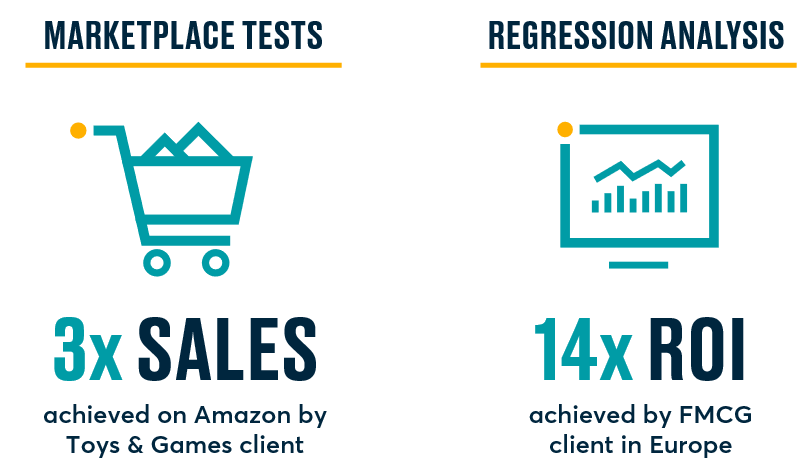 MARKETPLACE TESTS
3x SALES
achieved on Amazon by
Toys & Games client
REGRESSION ANALYSIS
14x ROI
achieved by FMCG
client in Europe